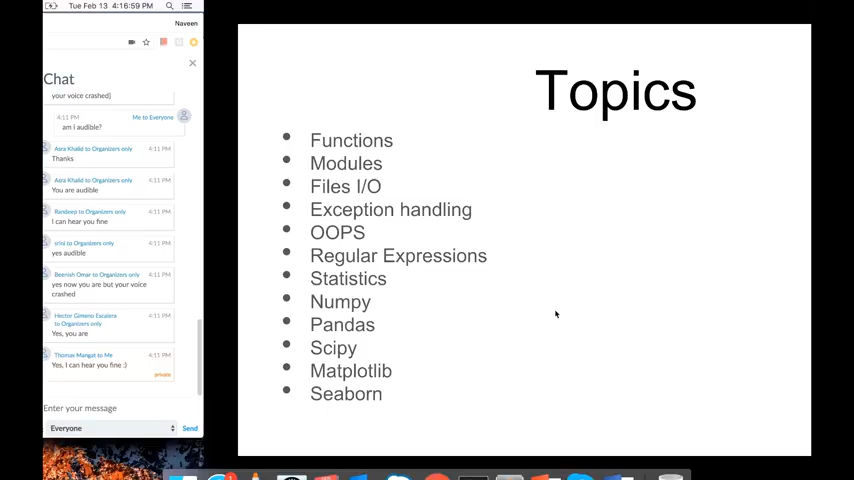 Tue Feb 13 4:16:59 PM
Naveen
Chat
your voice crashed]
4:11 PM Me to Everyone
am I audible?
Asra Khalid to Organizers only 4:11 PM
Thanks
Asra Khalid to Organizers only 4:11 PM
You are audible
Randeep to Organizers only 4:11 PM
I can hear you fine
srini to Organizers only 4:11 PM
yes audible
Beenish Omar to Organizers only 4:11 PM
yes now you are but your voice
crashed
Hector Gimeno Escalera 4:11 PM
to Organizers only
Yes, you are
Thomas Mangat to Me 4:11 PM
Yes, I can hear you fine :)
private
Enter your message
Everyone
Send
Topics
Functions
Modules
Files I/O
Exception handling
OOPS
Regular Expressions
Statistics
Numpy
Pandas
Scipy
Matplotlib
Seaborn